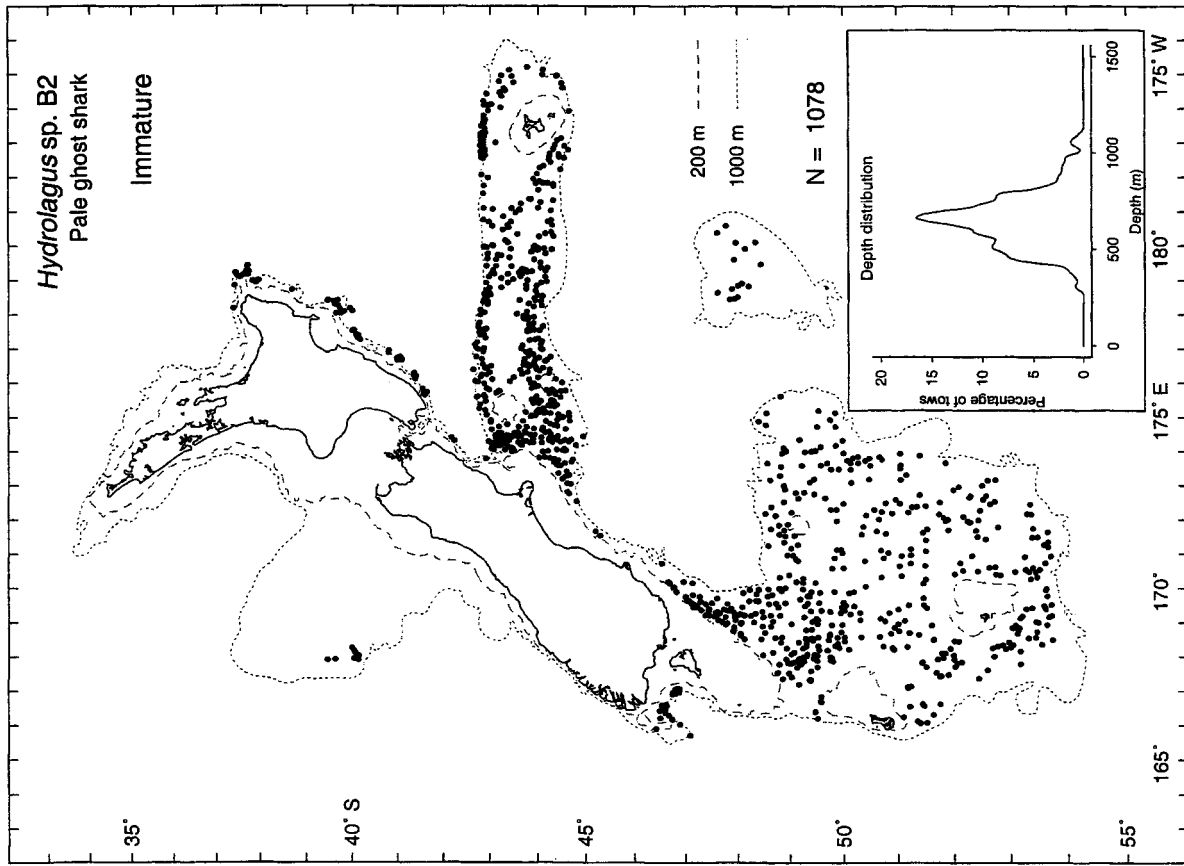 Hydrolagus sp. B2
Pale ghost shark
Immature
35°
40° S
45°
50°
55°
165°
170°
175° E
180°
175° W
200 m
1000 m
N = 1078
Depth distribution
Percentage of tows
20
15
10
5
0
0
500
1000
1500
Depth (m)